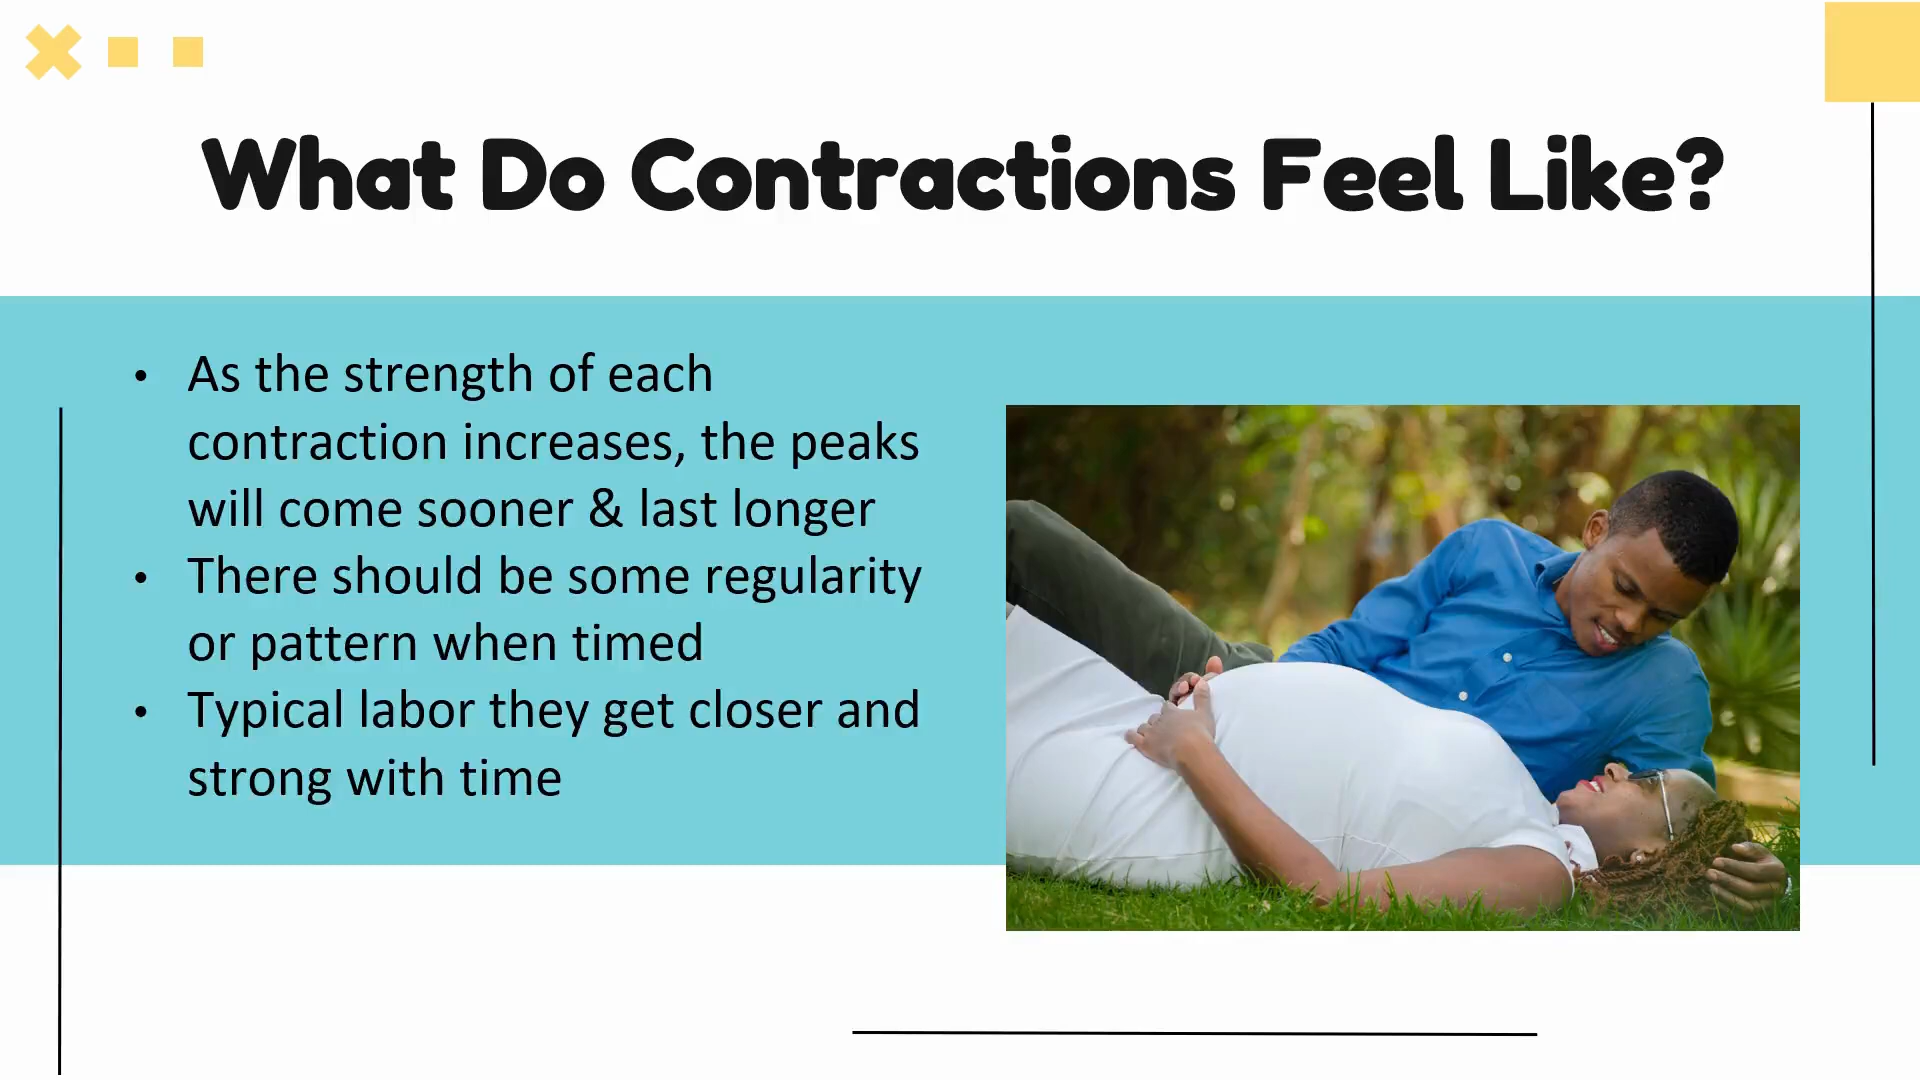 What Do Contractions Feel Like?
• As the strength of each
contraction increases, the peaks
will come sooner & last longer
• There should be some regularity
or pattern when timed
• Typical labor they get closer and
strong with time